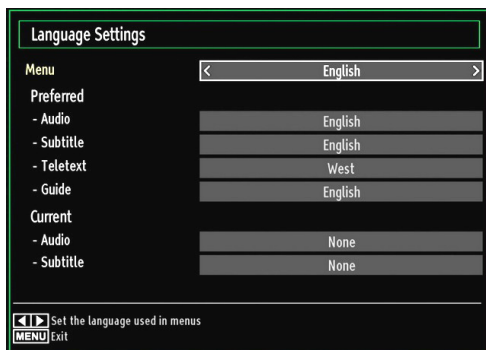 Language Settings
Menu < English >
Preferred
- Audio English
- Subtitle English
- Teletext West
- Guide English
Current
- Audio None
- Subtitle None
Set the language used in menus
MENU Exit